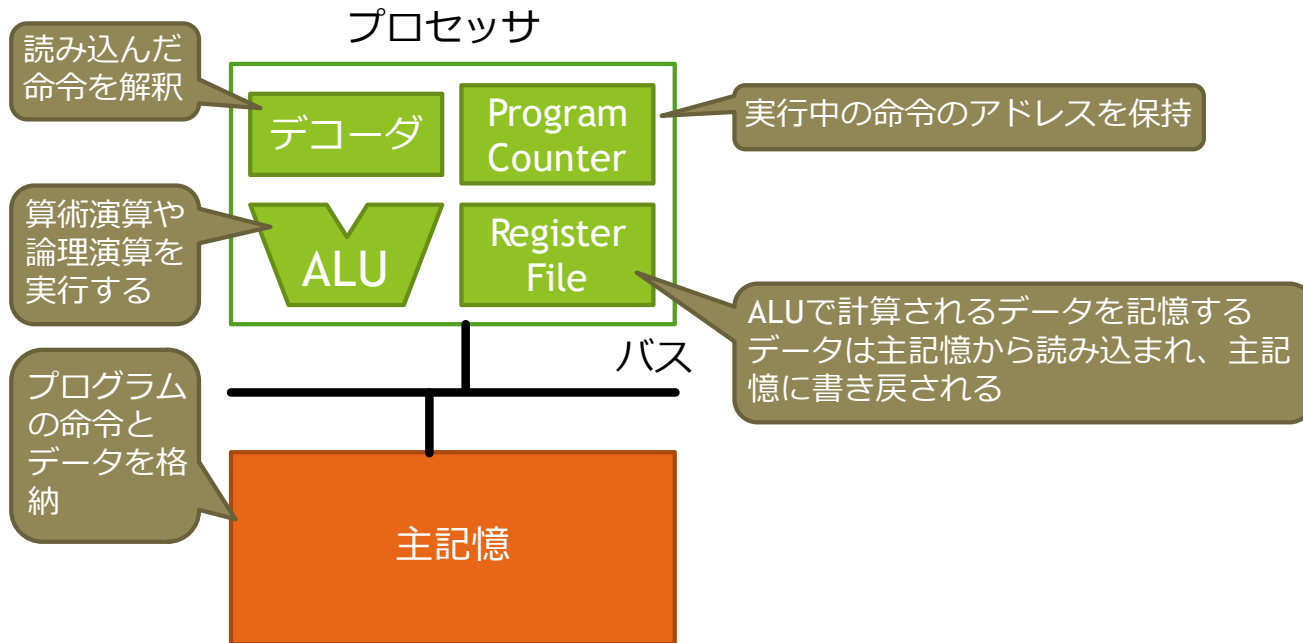 プロセッサ
読み込んだ
命令を解釈
デコーダ
Program
Counter
実行中の命令のアドレスを保持
算術演算や
論理演算を
実行する
ALU
Register
File
ALUで計算されるデータを記憶する
データは主記憶から読み込まれ、主記
憶に書き戻される
バス
プログラム
の命令と
データを格
納
主記憶